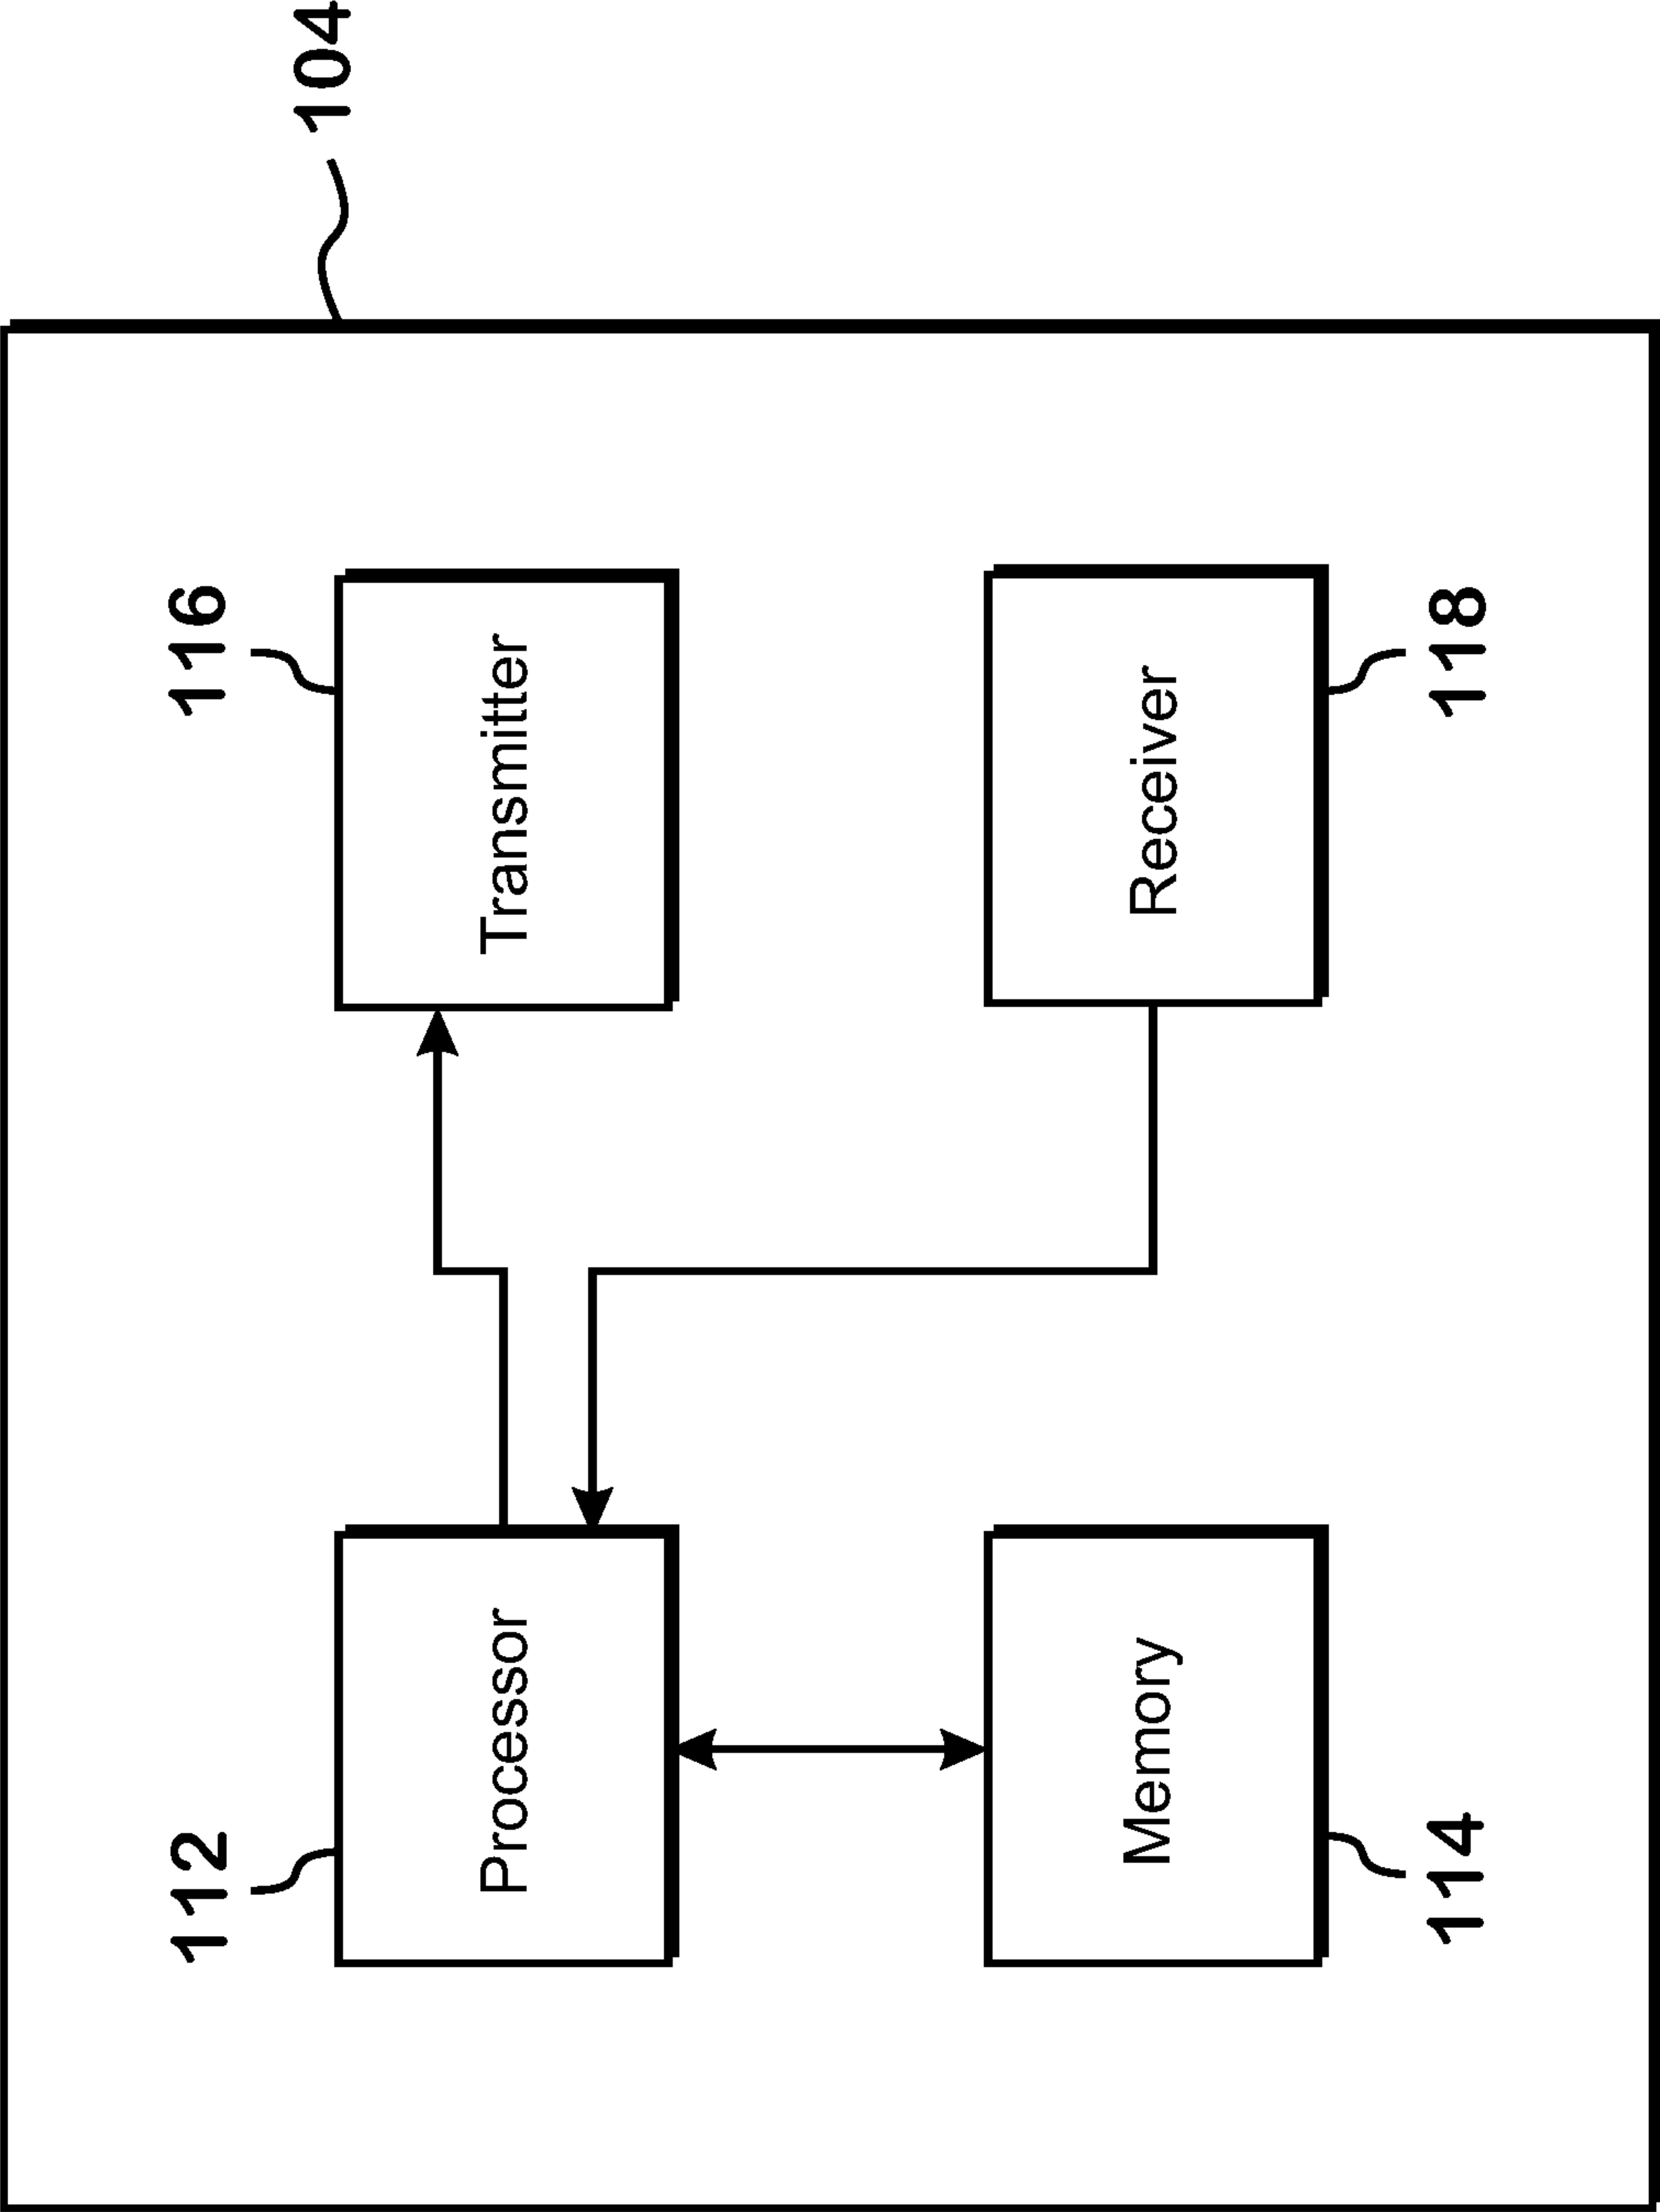 104
112
116
Processor
Transmitter
Memory
Receiver
114
118